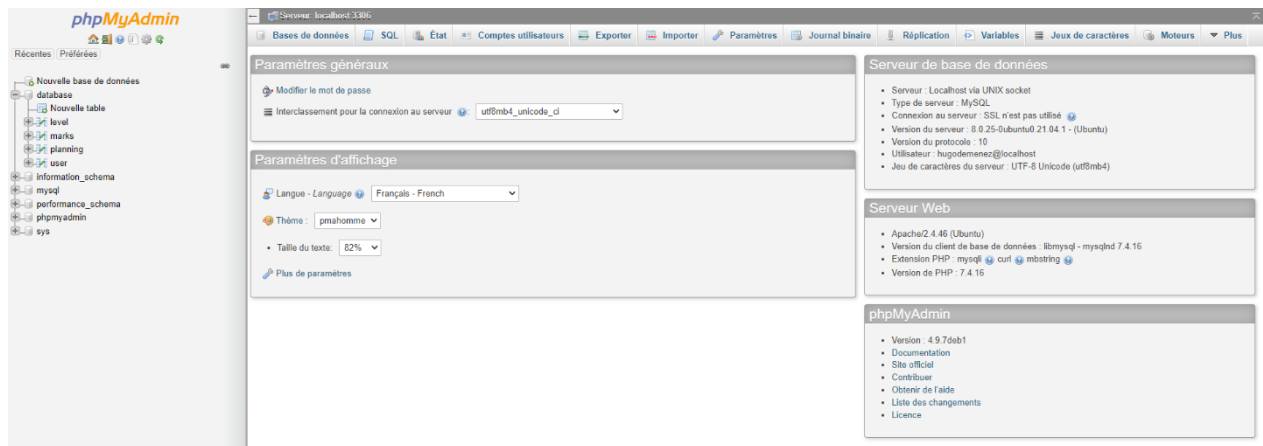 phpMyAdmin
Récentes Préférées
Nouvelle base de données
database
Nouvelle table
level
marks
planning
user
information_schema
mysql
performance_schema
phpmyadmin
sys
Serveur: localhost:3306
Bases de données SQL État Comptes utilisateurs Exporter Importer Paramètres Journal binaire Réplication Variables Jeux de caractères Moteurs Plus
Paramètres généraux
Modifier le mot de passe
Interclassement pour la connexion au serveur : utf8mb4_unicode_ci
Paramètres d'affichage
Langue - Language Français - French
Thème : pmahomme
Taille du texte: 82%
Plus de paramètres
Serveur de base de données
Serveur : Localhost via UNIX socket
Type de serveur : MySQL
Connexion au serveur : SSL n'est pas utilisé
Version du serveur : 8.0.25-0ubuntu0.21.04.1 - (Ubuntu)
Version du protocole : 10
Utilisateur : hugodemenez@localhost
Jeu de caractères du serveur : UTF-8 Unicode (utf8mb4)
Serveur Web
Apache/2.4.46 (Ubuntu)
Version du client de base de données : libmysql - mysqlnd 7.4.16
Extension PHP : mysqli curl mbstring
Version de PHP : 7.4.16
phpMyAdmin
Version : 4.9.7deb1
Documentation
Site officiel
Contribuer
Obtenir de l'aide
Liste des changements
Licence